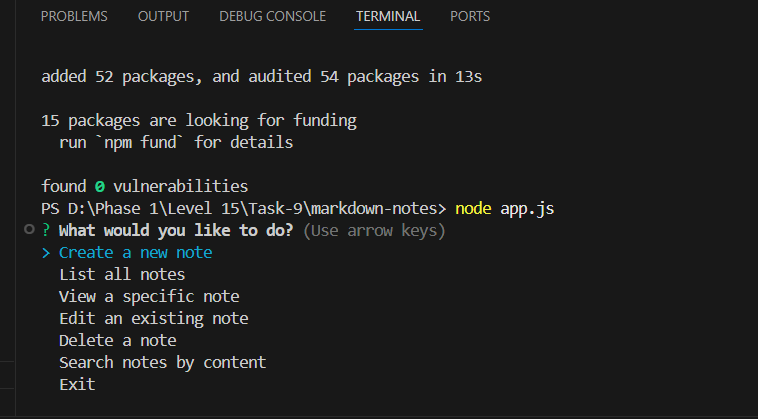 PROBLEMS OUTPUT DEBUG CONSOLE TERMINAL PORTS
added 52 packages, and audited 54 packages in 13s
15 packages are looking for funding
  run `npm fund` for details
found 0 vulnerabilities
PS D:\Phase 1\Level 15\Task-9\markdown-notes> node app.js
? What would you like to do? (Use arrow keys)
> Create a new note
  List all notes
  View a specific note
  Edit an existing note
  Delete a note
  Search notes by content
  Exit